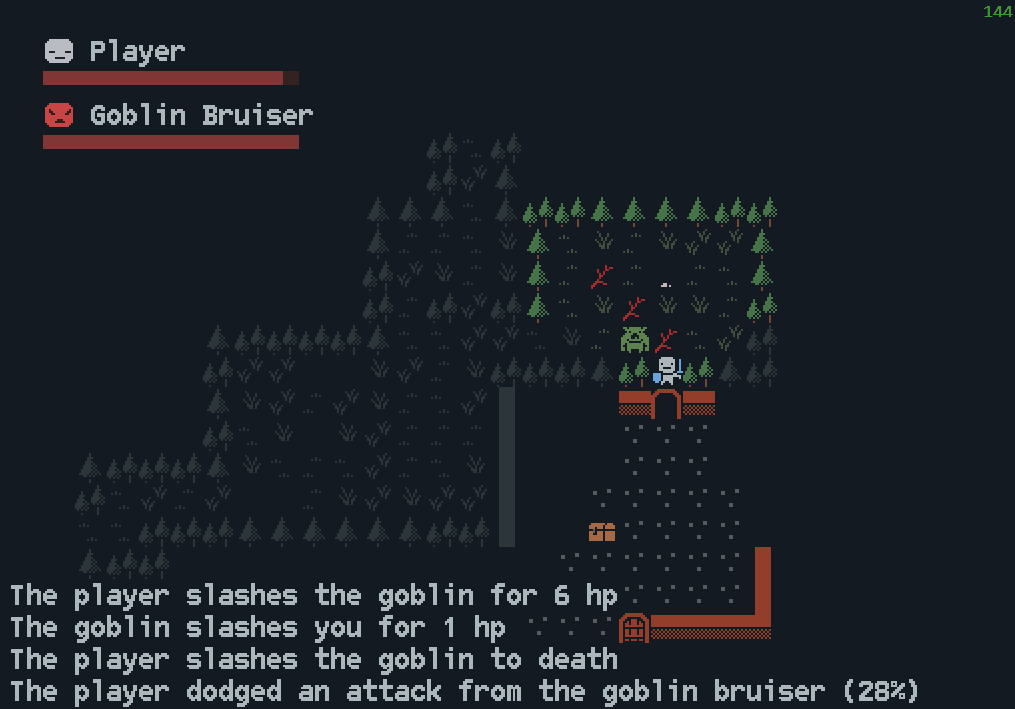 144
Player
Goblin Bruiser
The player slashes the goblin for 6 hp
The goblin slashes you for 1 hp
The player slashes the goblin to death
The player dodged an attack from the goblin bruiser (28%)